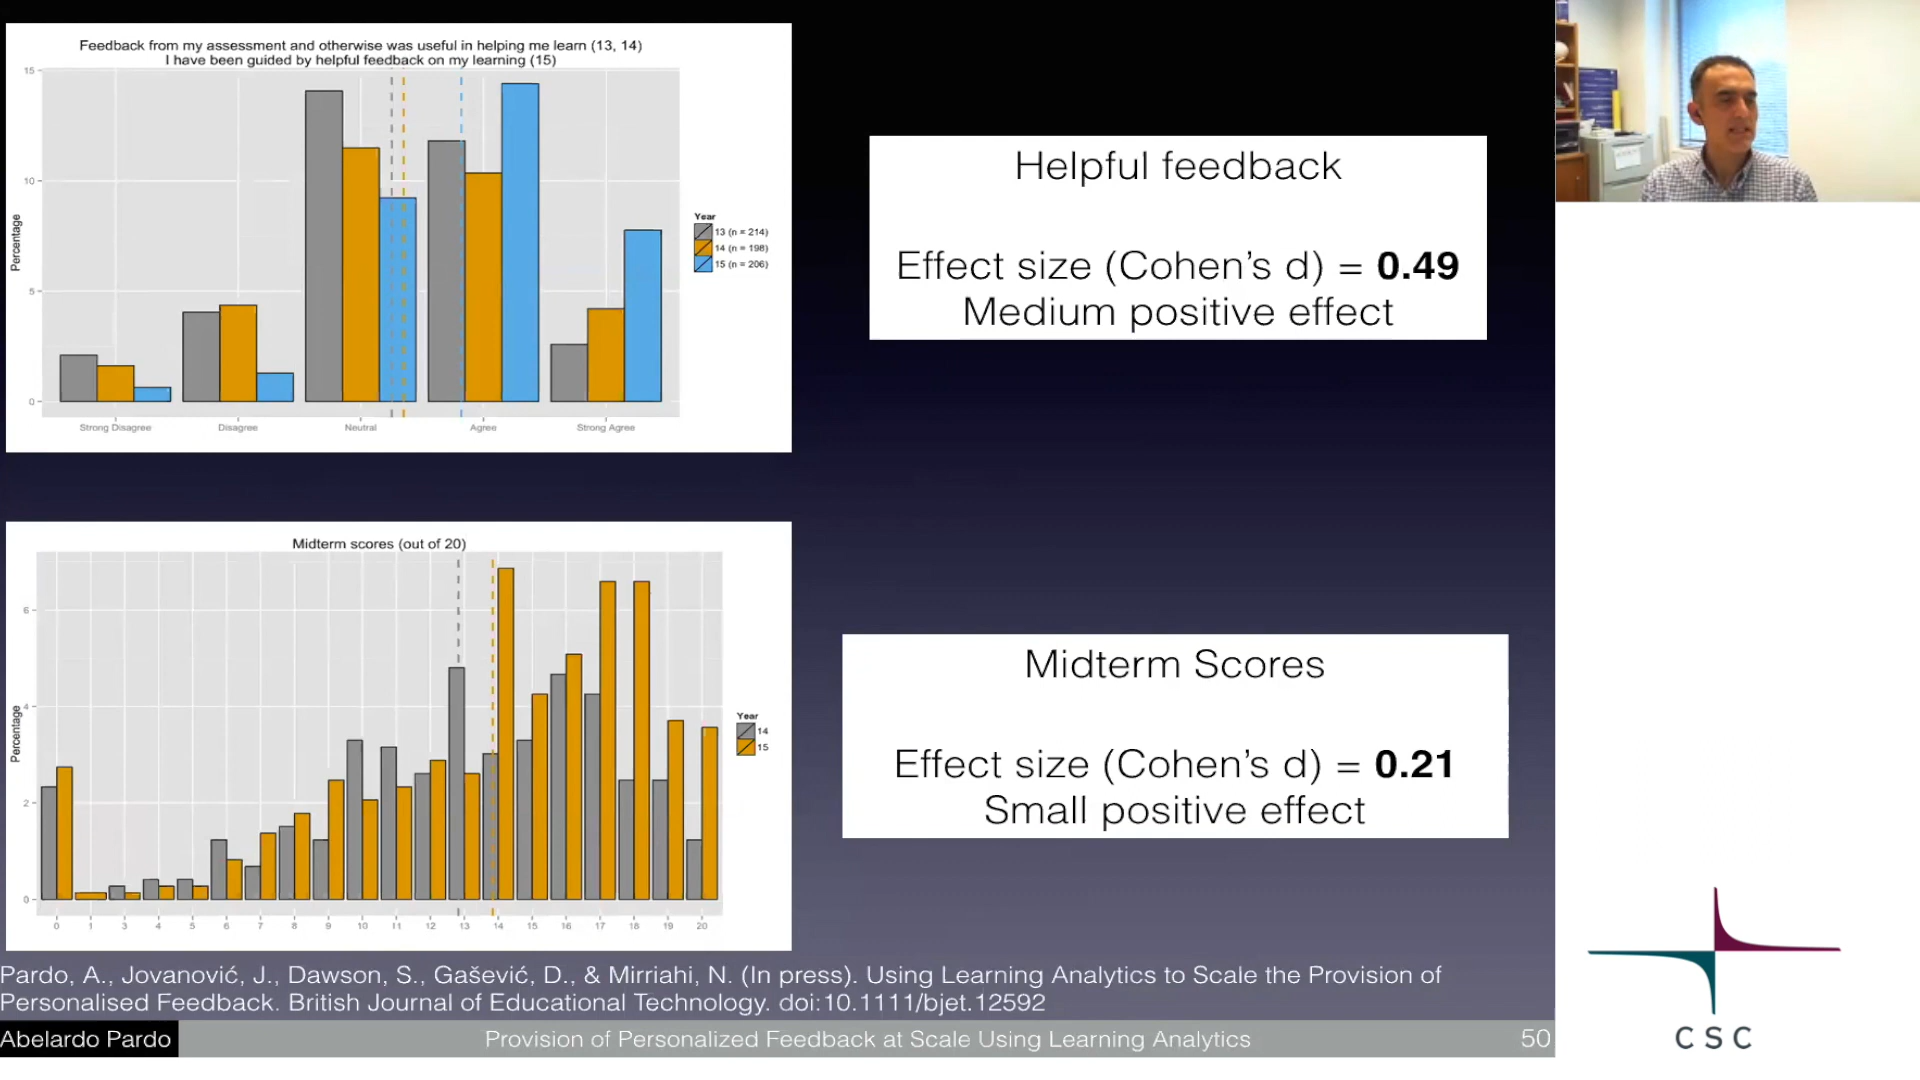 Feedback from my assessment and otherwise was useful in helping me learn (13, 14)
I have been guided by helpful feedback on my learning (15)
15
10
5
0
Percentage
Strong Disagree
Disagree
Neutral
Agree
Strong Agree
Year
13 (n = 214)
14 (n = 198)
15 (n = 206)
Helpful feedback
Effect size (Cohen’s d) = 0.49
Medium positive effect
Midterm scores (out of 20)
6
4
2
0
Percentage
0 1 3 4 5 6 7 8 9 10 11 12 13 14 15 16 17 18 19 20
Year
14
15
Midterm Scores
Effect size (Cohen’s d) = 0.21
Small positive effect
Pardo, A., Jovanović, J., Dawson, S., Gašević, D., & Mirriahi, N. (In press). Using Learning Analytics to Scale the Provision of
Personalised Feedback. British Journal of Educational Technology. doi:10.1111/bjet.12592
Abelardo Pardo
Provision of Personalized Feedback at Scale Using Learning Analytics
50
CSC